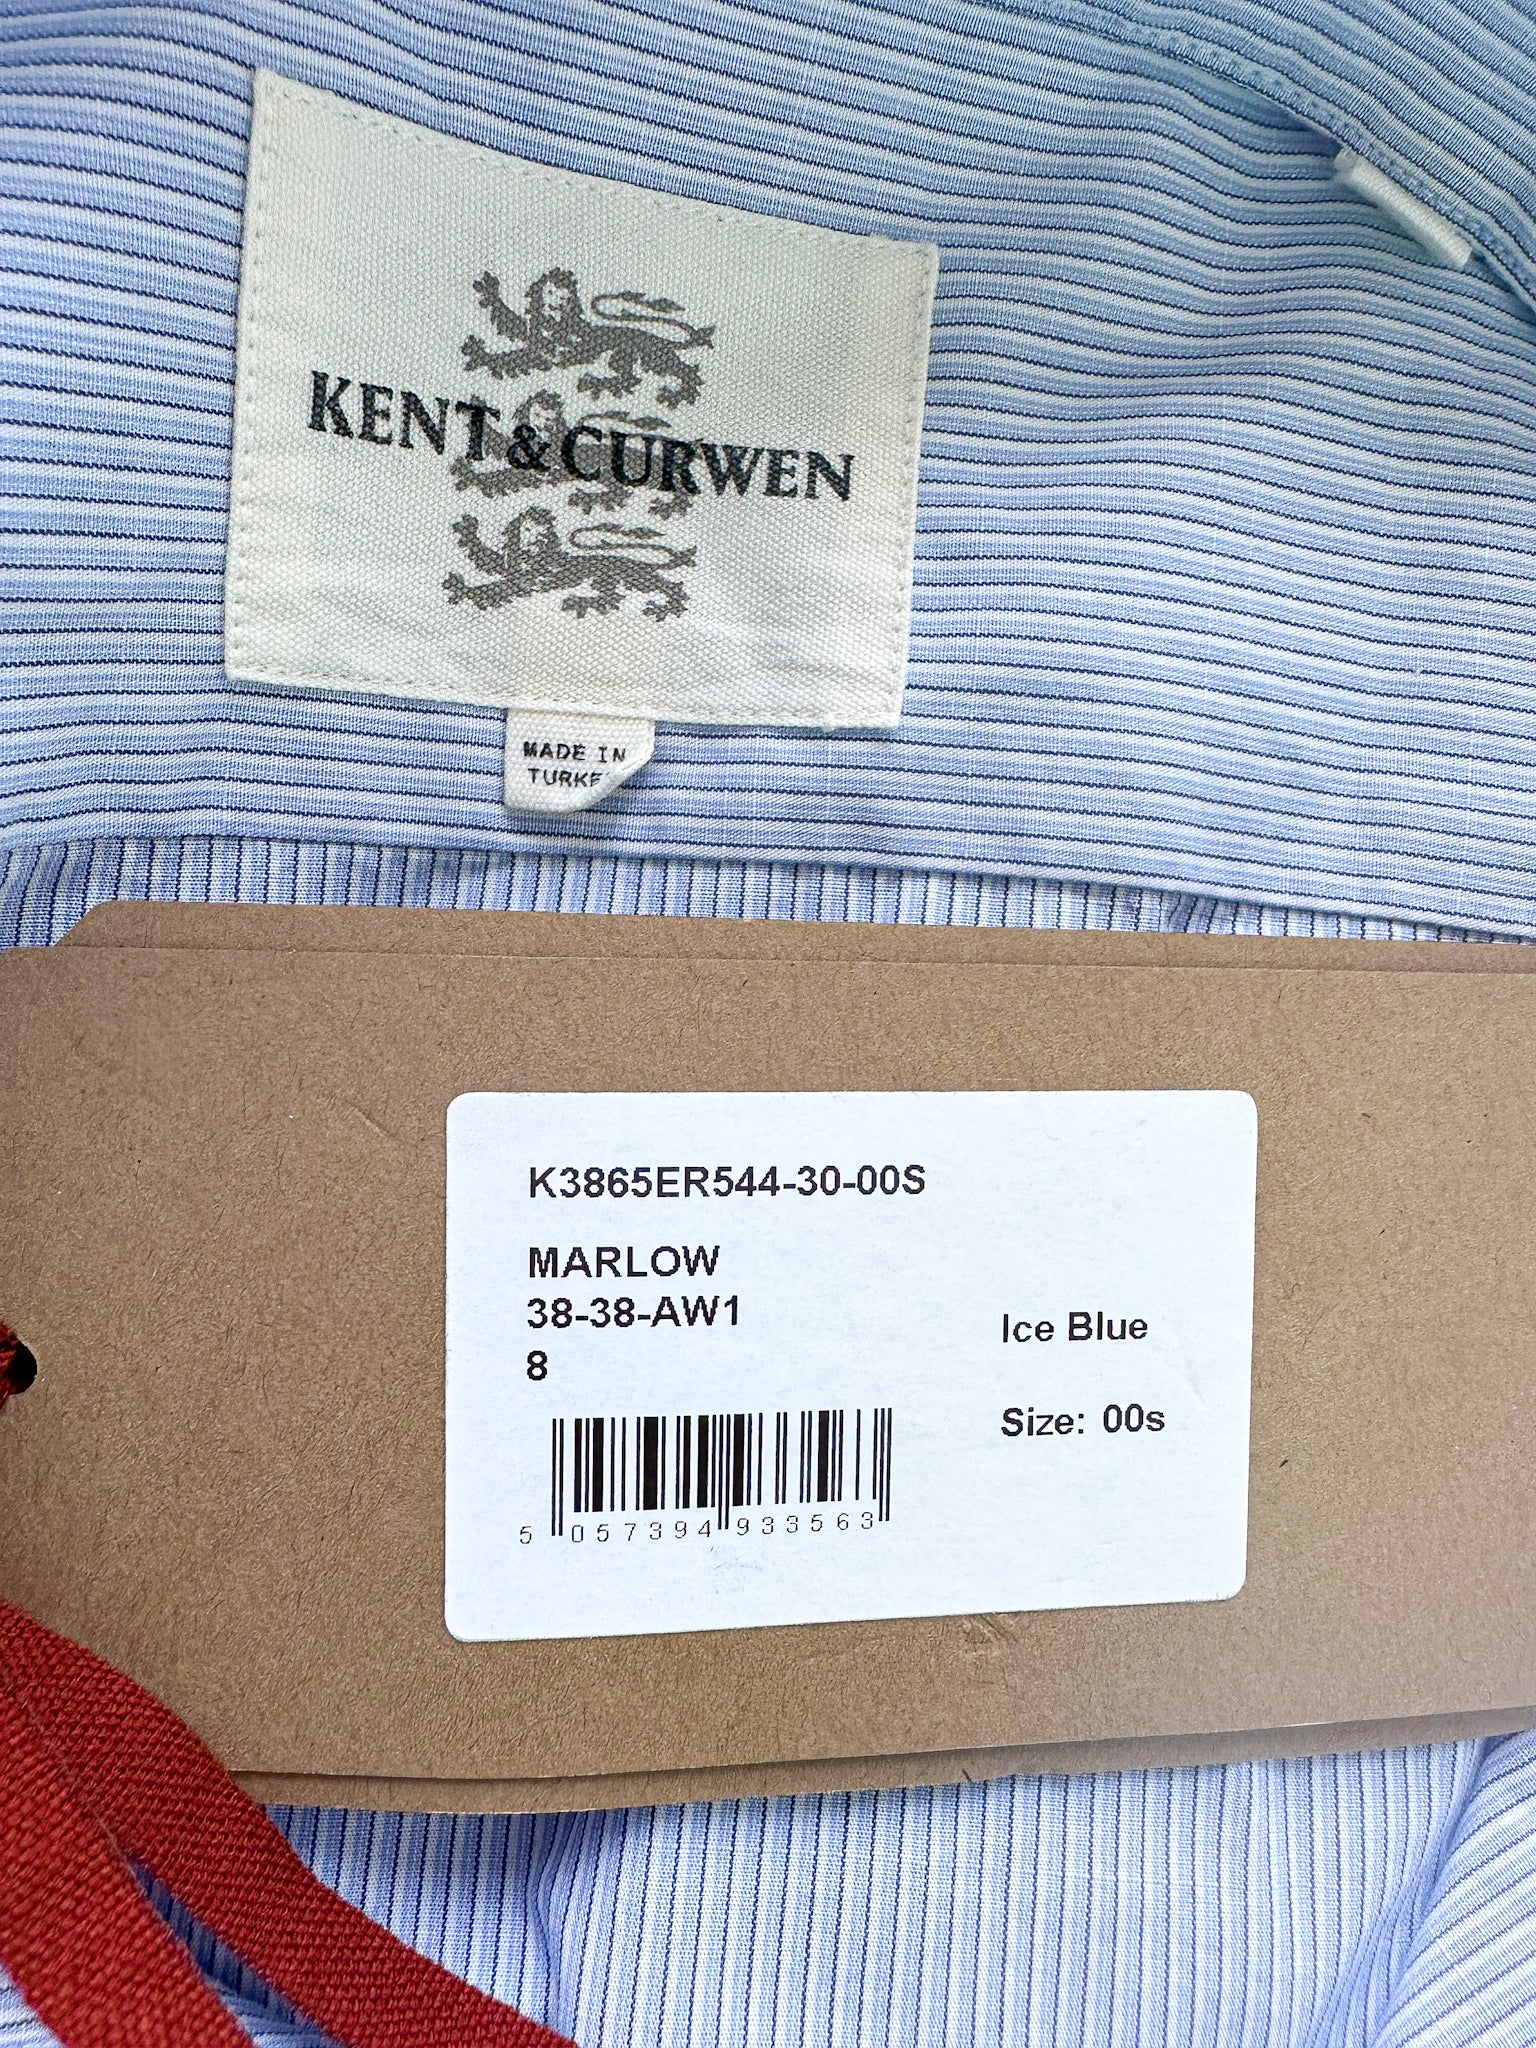 KENT&CURWEN
MADE IN
K3865ER544-30-00S
MARLOW
38-38-AW1
8
Ice Blue
Size: 00s
5 057394 933563